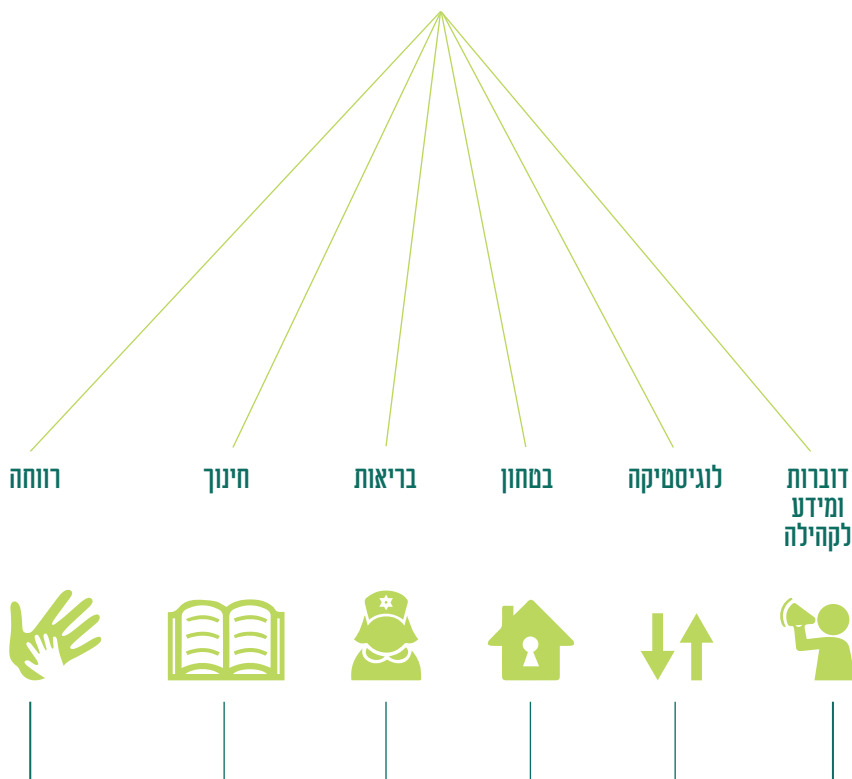 דוברות
ומידע
לקהילה
לוגיסטיקה
בטחון
בריאות
חינוך
רווחה